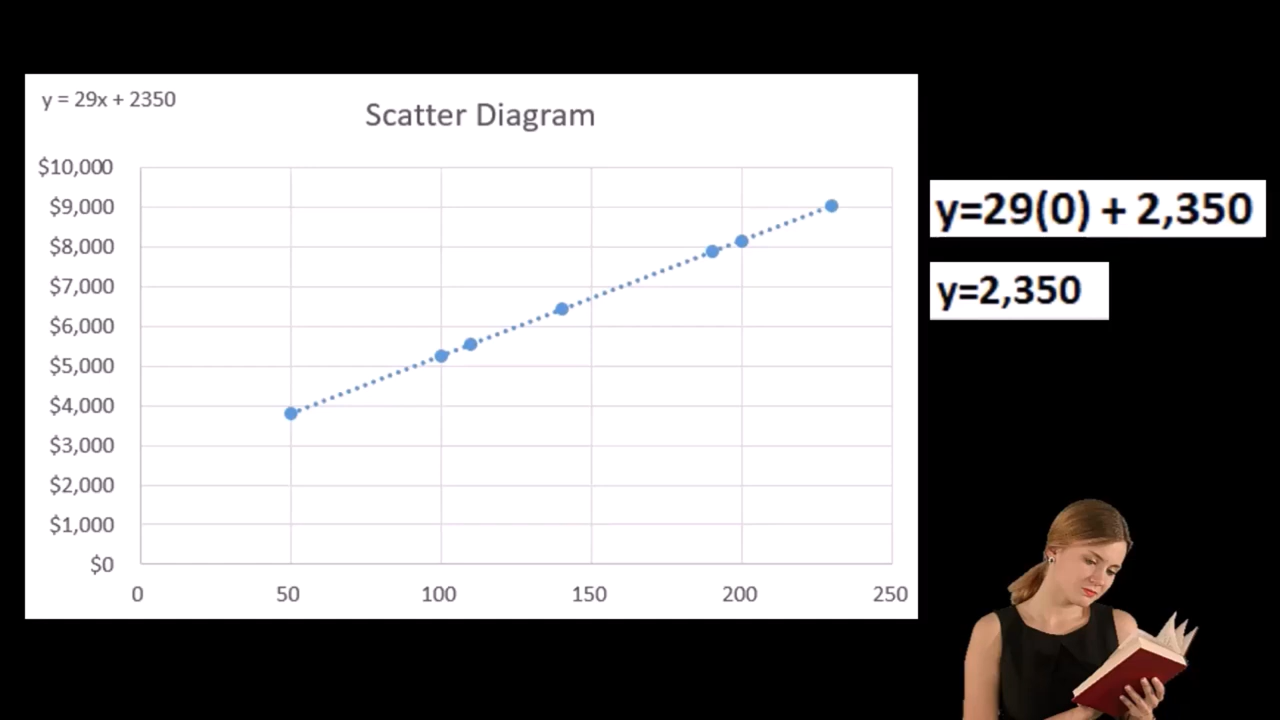 y = 29x + 2350
Scatter Diagram
$10,000
$9,000
$8,000
$7,000
$6,000
$5,000
$4,000
$3,000
$2,000
$1,000
$0
0 50 100 150 200 250
y=29(0) + 2,350
y=2,350